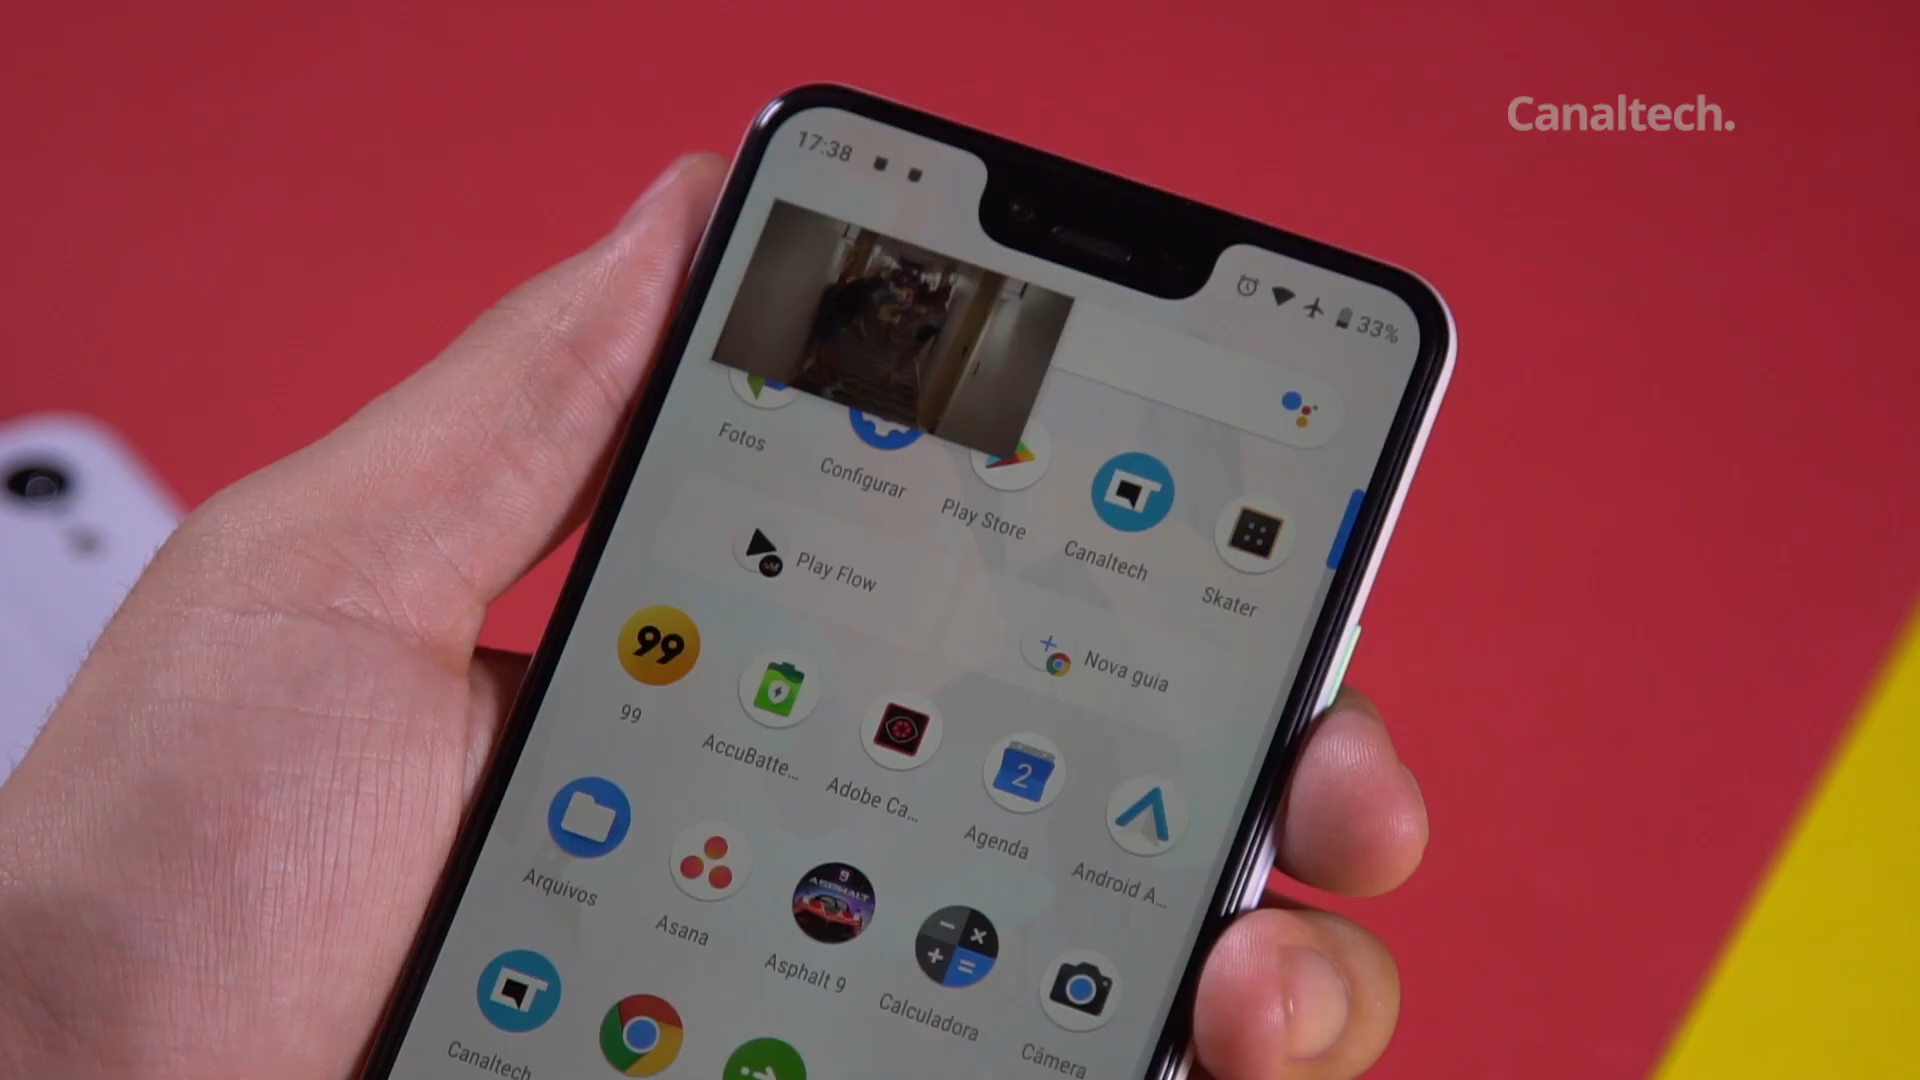 Canaltech.
17:38
33%
Fotos
Configurar
Play Store
Canaltech
Skater
Play Flow
Nova guia
99
99
AccuBatte...
Adobe Ca...
2
Agenda
Android A...
Arquivos
Asana
ASPHALT
Asphalt 9
Calculadora
Câmera
Canaltech